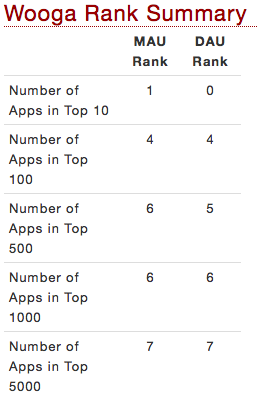 Wooga Rank Summary
MAU DAU
Rank Rank
Number of 1 0
Apps in Top 10
Number of 4 4
Apps in Top
100
Number of 6 5
Apps in Top
500
Number of 6 6
Apps in Top
1000
Number of 7 7
Apps in Top
5000